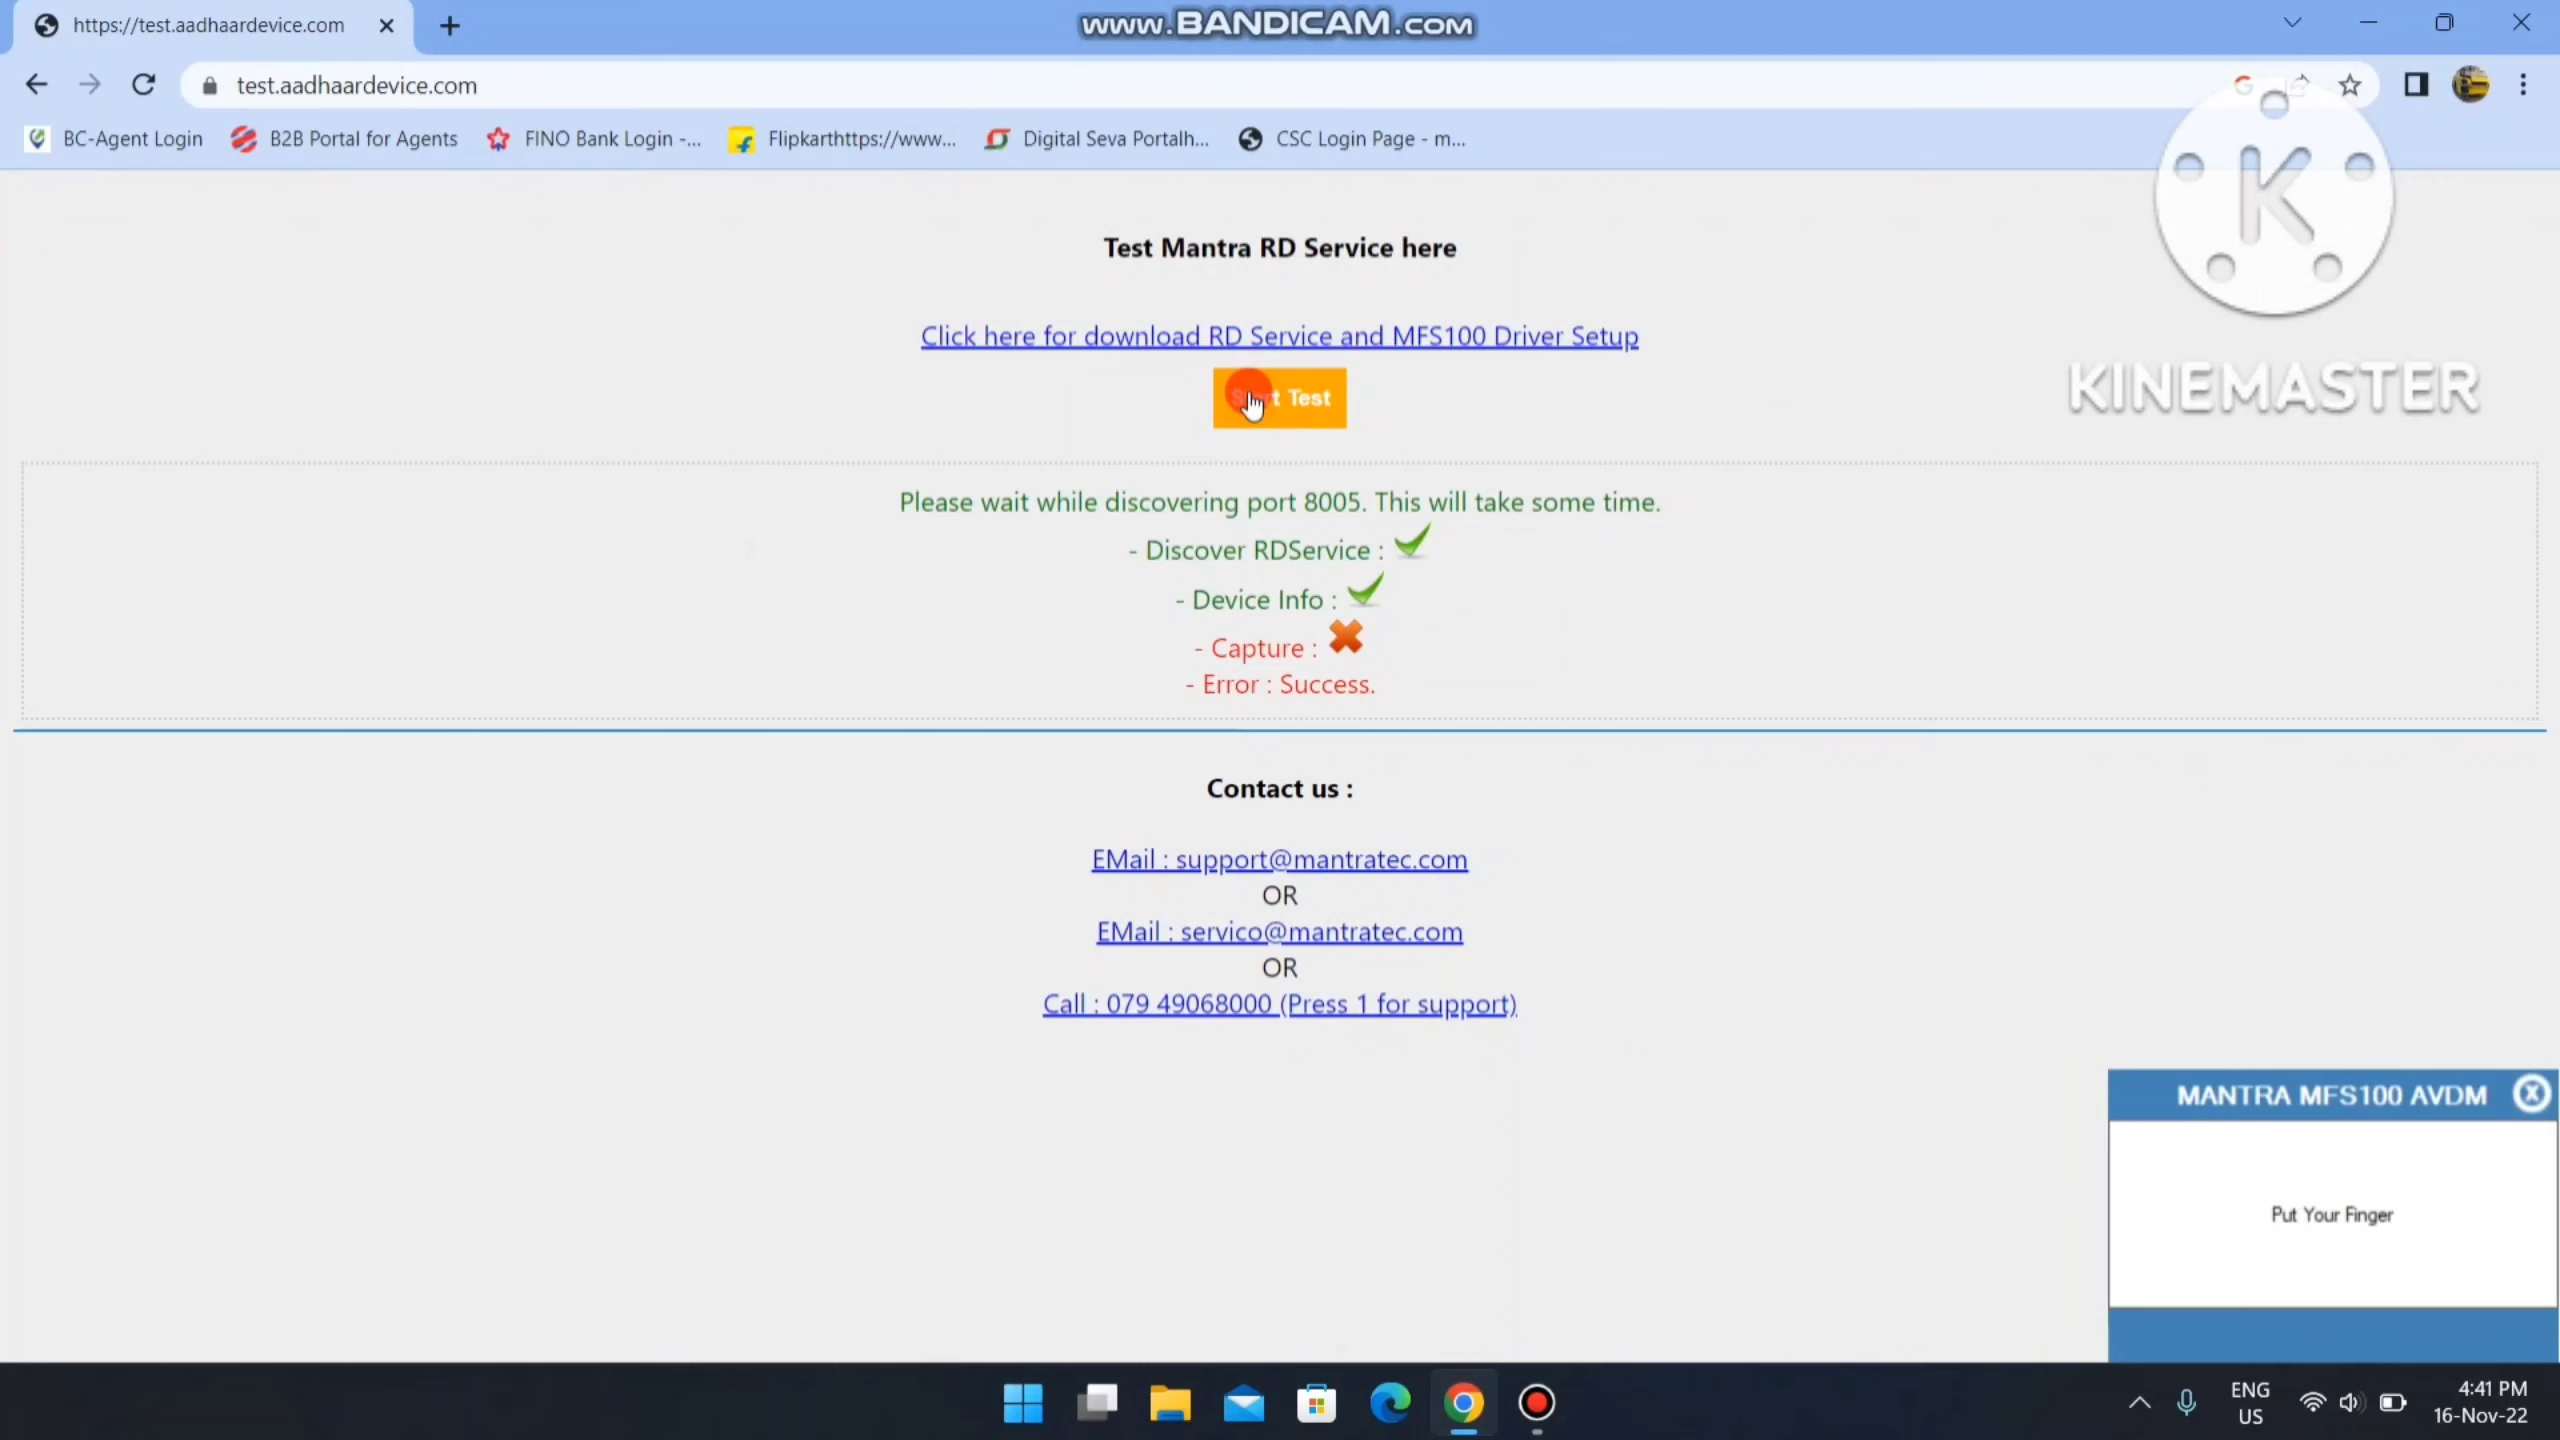 https://test.aadhaardevice.com
www.BANDICAM.com
test.aadhaardevice.com
BC-Agent Login
B2B Portal for Agents
FINO Bank Login -...
Flipkarthttps://www...
Digital Seva Portalh...
CSC Login Page - m...
K
KINEMASTER
Test Mantra RD Service here
Click here for download RD Service and MFS100 Driver Setup
Start Test
Please wait while discovering port 8005. This will take some time.
- Discover RDService :
- Device Info :
- Capture :
- Error : Success.
Contact us :
EMail : support@mantratec.com
OR
EMail : servico@mantratec.com
OR
Call : 079 49068000 (Press 1 for support)
MANTRA MFS100 AVDM
Put Your Finger
ENG
US
4:41 PM
16-Nov-22